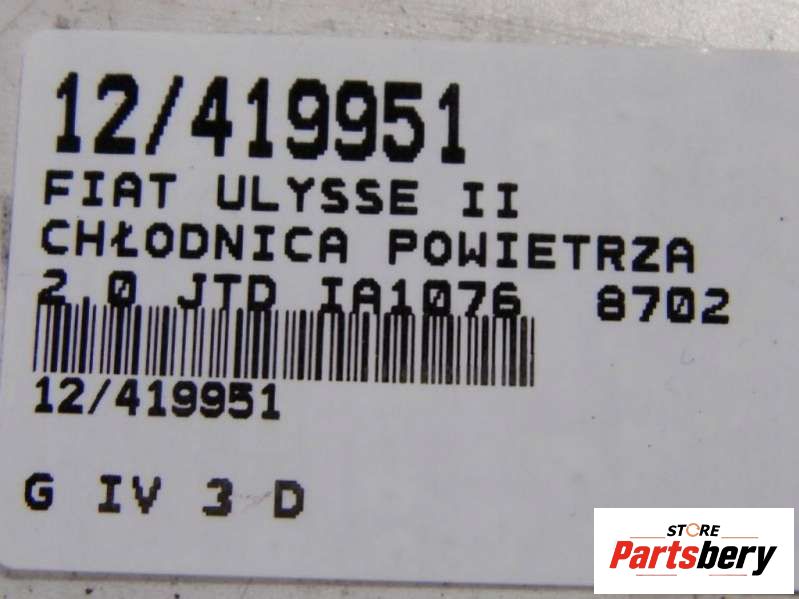 12/419951
FIAT ULYSSE II
CHŁODNICA POWIETRZA
2.0 JTD IA1076 8702
12/419951
G IV 3 D
STORE
Partsbery